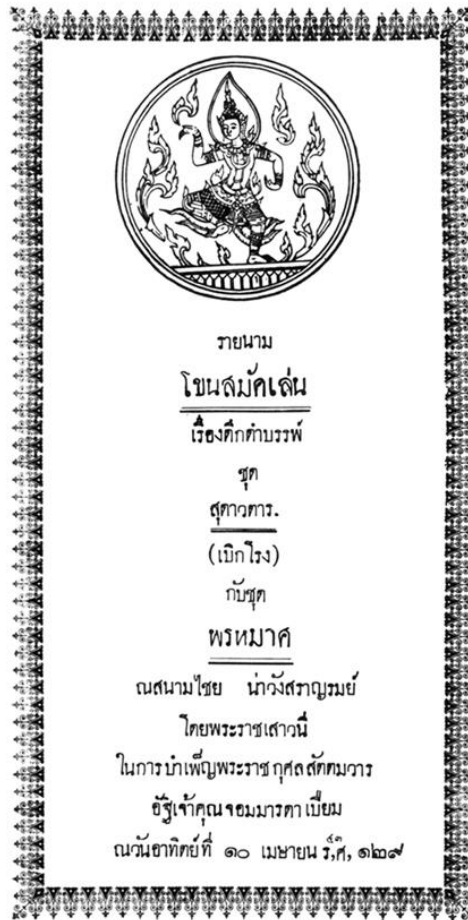 รายนาม
โขนสมัคเล่น
เรื่องดึกดำบรรพ์
ชุด
สุดาวตาร.
(เบิกโรง)
กับชุด
พรหมาศ
ณสนามไชย น่าวังสราญรมย์
โดยพระราชเสาวนี
ในการบำเพ็ญพระราชกุศลสัตตมวาร
อัฐิเจ้าคุณจอมมารดาเปี่ยม
ณวันอาทิตย์ที่ ๑๐ เมษายน ร,ศ, ๑๒๙